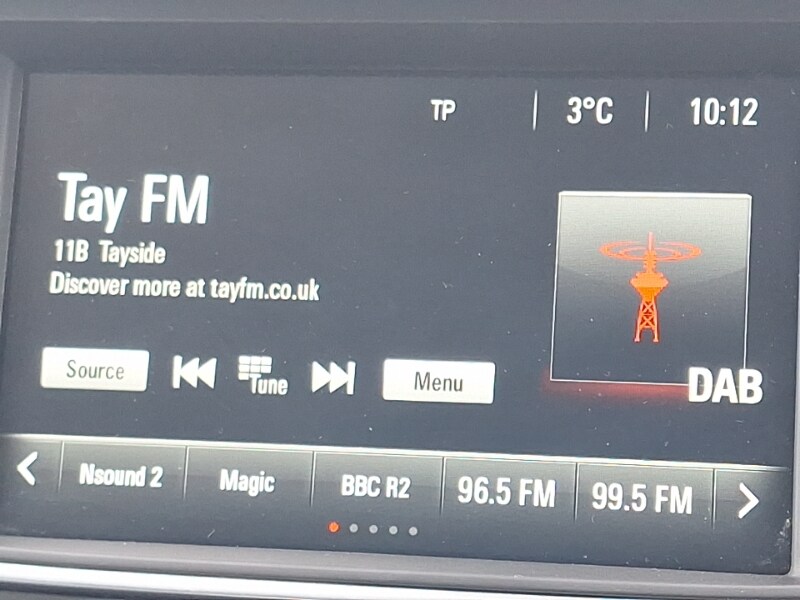 TP 3°C 10:12
Tay FM
11B Tayside
Discover more at tayfm.co.uk
Source Tune Menu
DAB
Nsound 2 Magic BBC R2 96.5 FM 99.5 FM